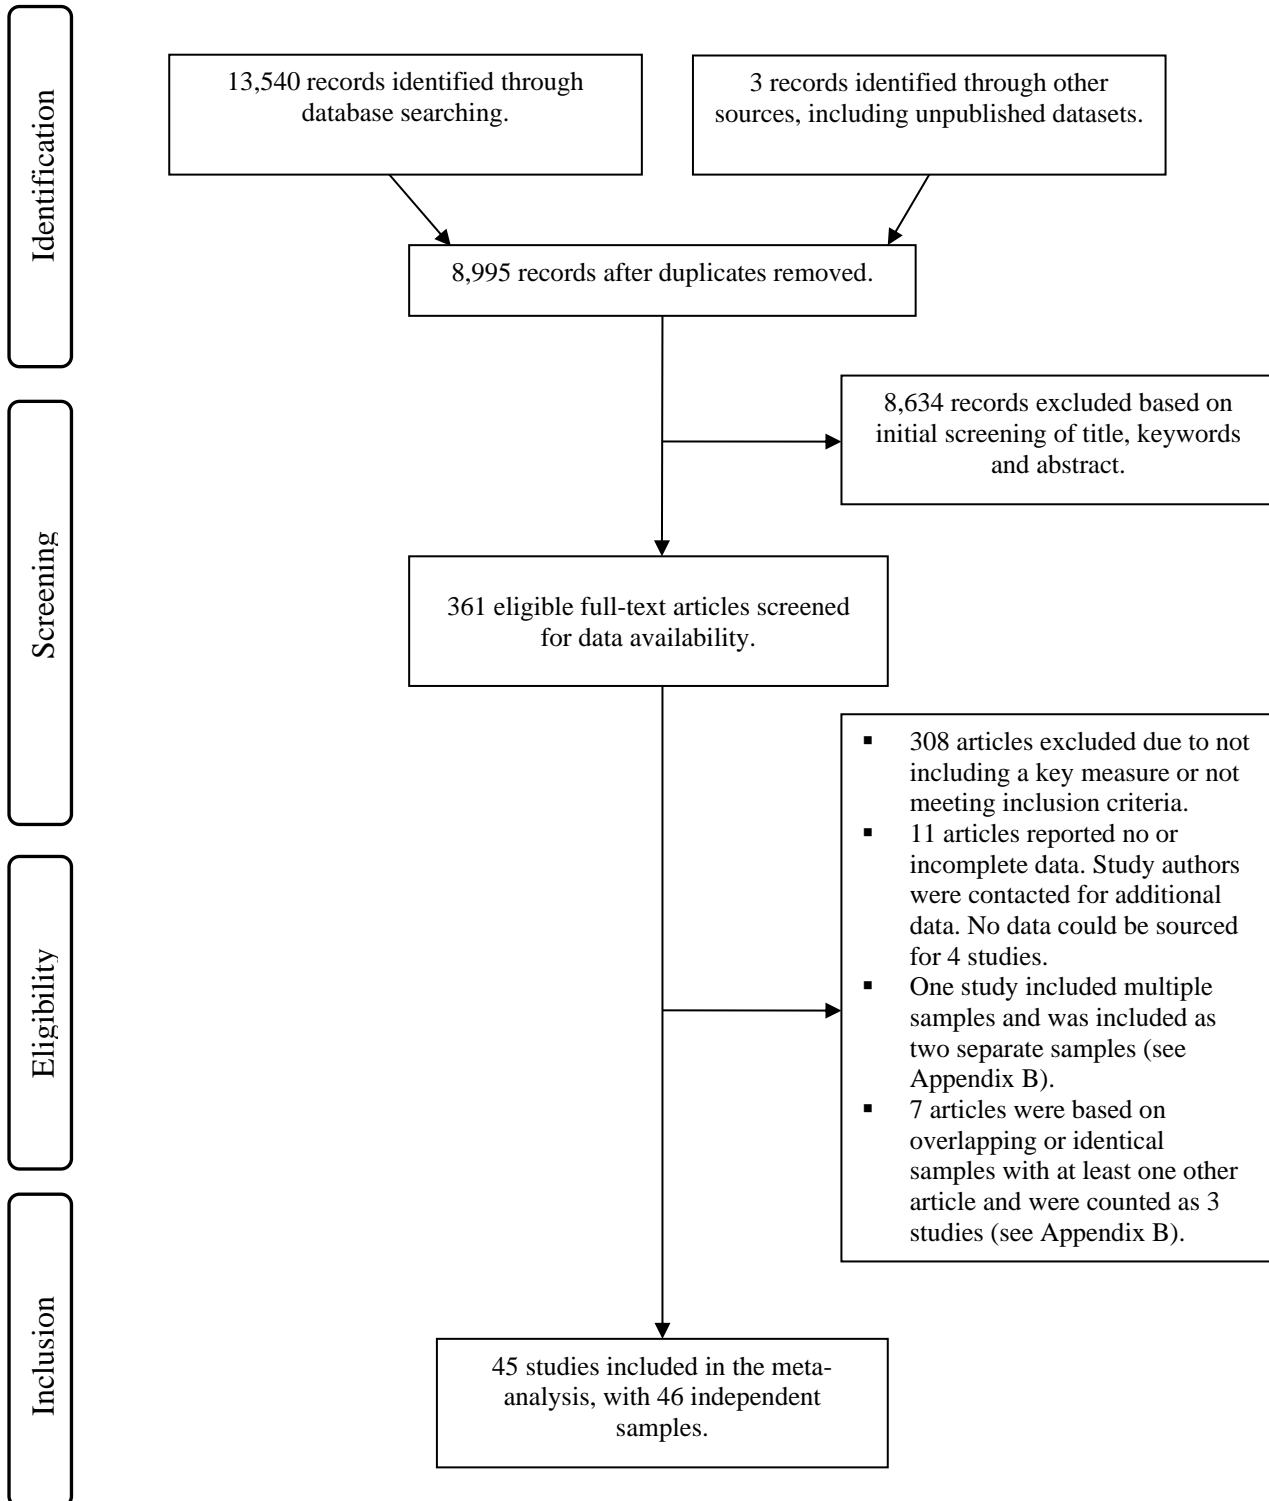 Identification
13,540 records identified through
database searching.
3 records identified through other
sources, including unpublished datasets.
8,995 records after duplicates removed.
Screening
8,634 records excluded based on
initial screening of title, keywords
and abstract.
361 eligible full-text articles screened
for data availability.
Eligibility
▪ 308 articles excluded due to not
including a key measure or not
meeting inclusion criteria.
▪ 11 articles reported no or
incomplete data. Study authors
were contacted for additional
data. No data could be sourced
for 4 studies.
▪ One study included multiple
samples and was included as
two separate samples (see
Appendix B).
▪ 7 articles were based on
overlapping or identical
samples with at least one other
article and were counted as 3
studies (see Appendix B).
Inclusion
45 studies included in the meta-
analysis, with 46 independent
samples.